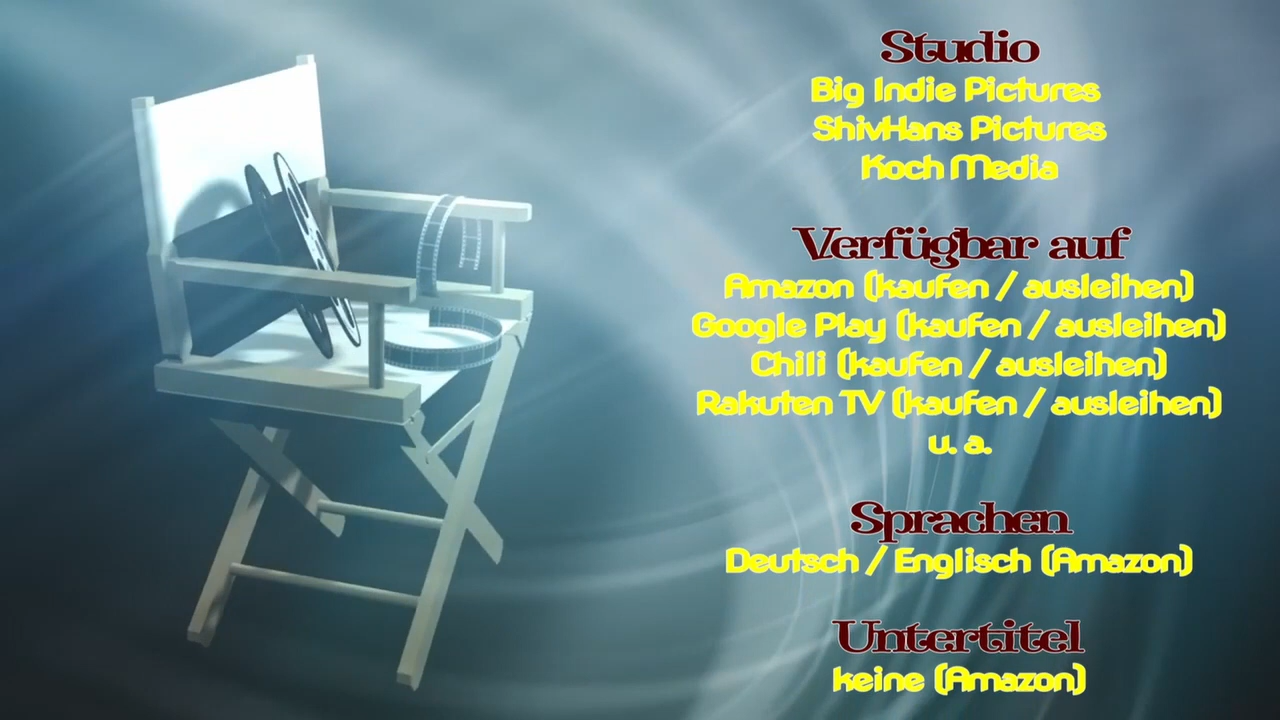 Studio
Big Indie Pictures
ShivHans Pictures
Koch Media
Verfügbar auf
Amazon (kaufen / ausleihen)
Google Play (kaufen / ausleihen)
Chili (kaufen / ausleihen)
Rakuten TV (kaufen / ausleihen)
u. a.
Sprachen
Deutsch / Englisch (Amazon)
Untertitel
keine (Amazon)